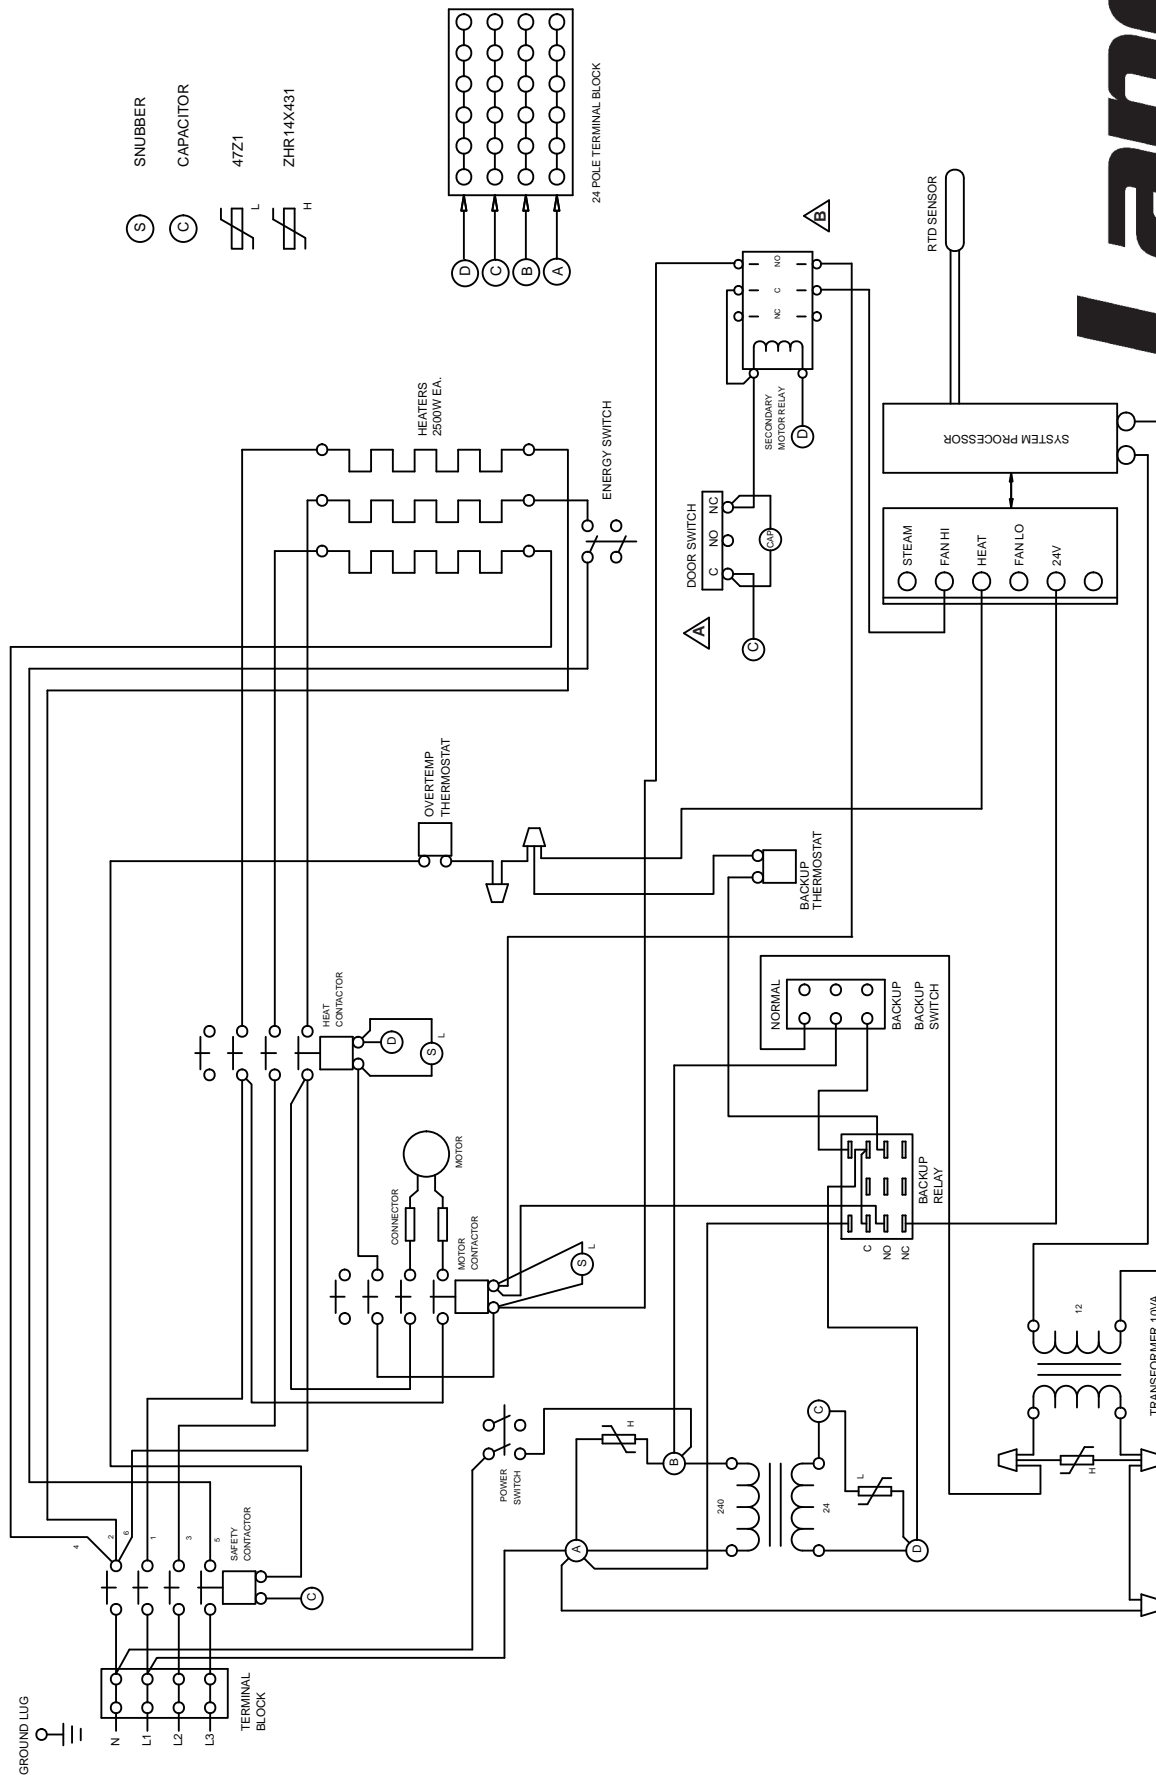 GROUND LUG
N
L1
L2
L3
TERMINAL
BLOCK
4
2
6
1
3
5
SAFETY
CONTACTOR
C
POWER
SWITCH
CONNECTOR
MOTOR
MOTOR
CONTACTOR
S
L
HEAT
CONTACTOR
D
S
L
OVERTEMP
THERMOSTAT
HEATERS
2500W EA.
ENERGY SWITCH
S
SNUBBER
C
CAPACITOR
L
47Z1
H
ZHR14X431
D
C
B
A
24 POLE TERMINAL BLOCK
A
H
B
240
24
C
L
D
C
NO
NC
BACKUP
RELAY
NORMAL
BACKUP
BACKUP
SWITCH
BACKUP
THERMOSTAT
A
C
DOOR SWITCH
C
NO
NC
CAP
SECONDARY
MOTOR RELAY
D
NC
C
NO
B
STEAM
FAN HI
HEAT
FAN LO
24V
SYSTEM PROCESSOR
RTD SENSOR
H
12
TRANSFORMER 10VA